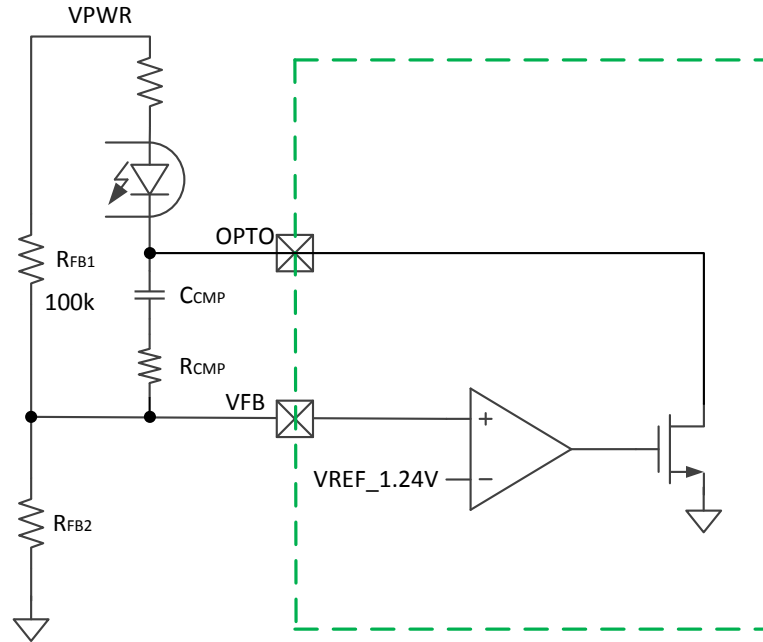 VPWR
OPTO
RFB1
100k
CCMP
RCMP
VFB
+
VREF_1.24V
−
RFB2